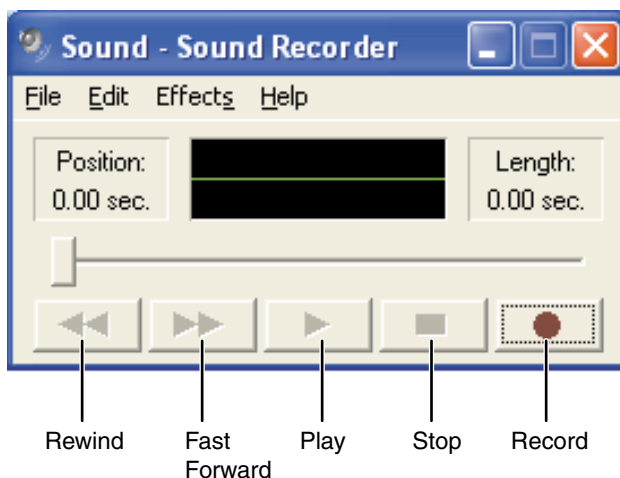 Sound - Sound Recorder
File Edit Effects Help
Position:
0.00 sec.
Length:
0.00 sec.
Rewind
Fast
Forward
Play
Stop
Record